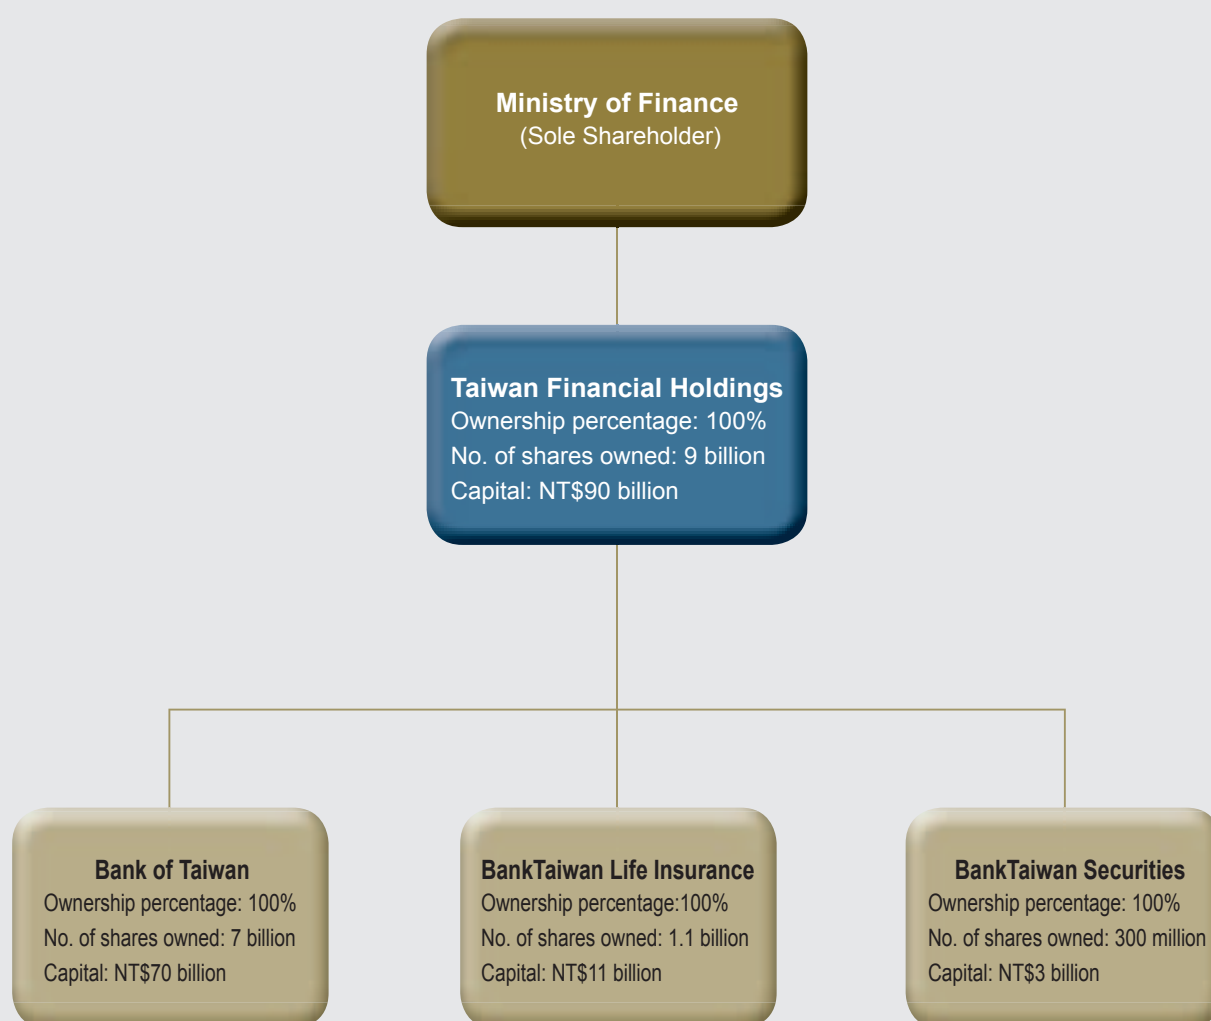 Ministry of Finance
(Sole Shareholder)
Taiwan Financial Holdings
Ownership percentage: 100%
No. of shares owned: 9 billion
Capital: NT$90 billion
Bank of Taiwan
Ownership percentage: 100%
No. of shares owned: 7 billion
Capital: NT$70 billion
BankTaiwan Life Insurance
Ownership percentage:100%
No. of shares owned: 1.1 billion
Capital: NT$11 billion
BankTaiwan Securities
Ownership percentage: 100%
No. of shares owned: 300 million
Capital: NT$3 billion